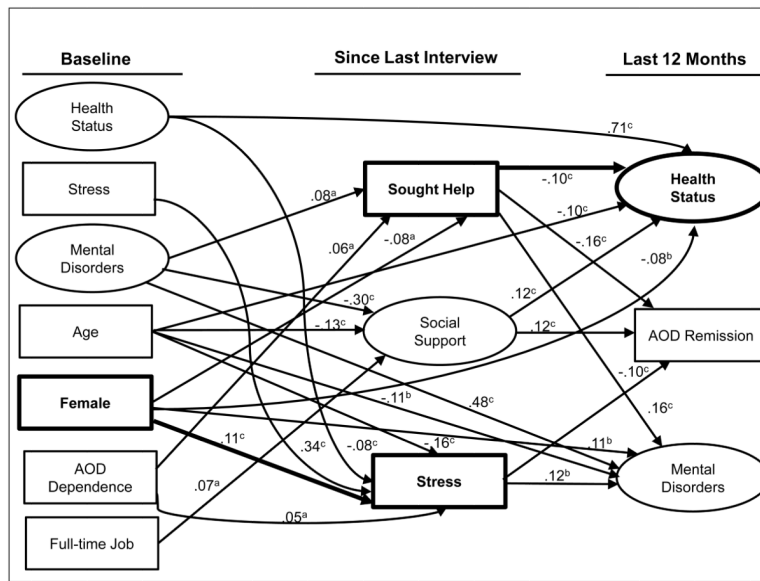 Baseline
Since Last Interview
Last 12 Months
Health
Status
.71ᶜ
Stress
Sought Help
.08ᵃ
-.10ᶜ
Health
Status
Mental
Disorders
.06ᵃ
-.08ᵃ
-.10ᶜ
-.16ᶜ
-.08ᵇ
-.30ᶜ
.12ᶜ
Age
-.13ᶜ
Social
Support
.12ᶜ
AOD Remission
Female
-.11ᵇ
.48ᶜ
-.10ᶜ
.16ᶜ
.11ᶜ
.34ᶜ
-.08ᶜ
-.16ᶜ
.11ᵇ
AOD
Dependence
.07ᵃ
Stress
.12ᵇ
Mental
Disorders
.05ᵃ
Full-time Job